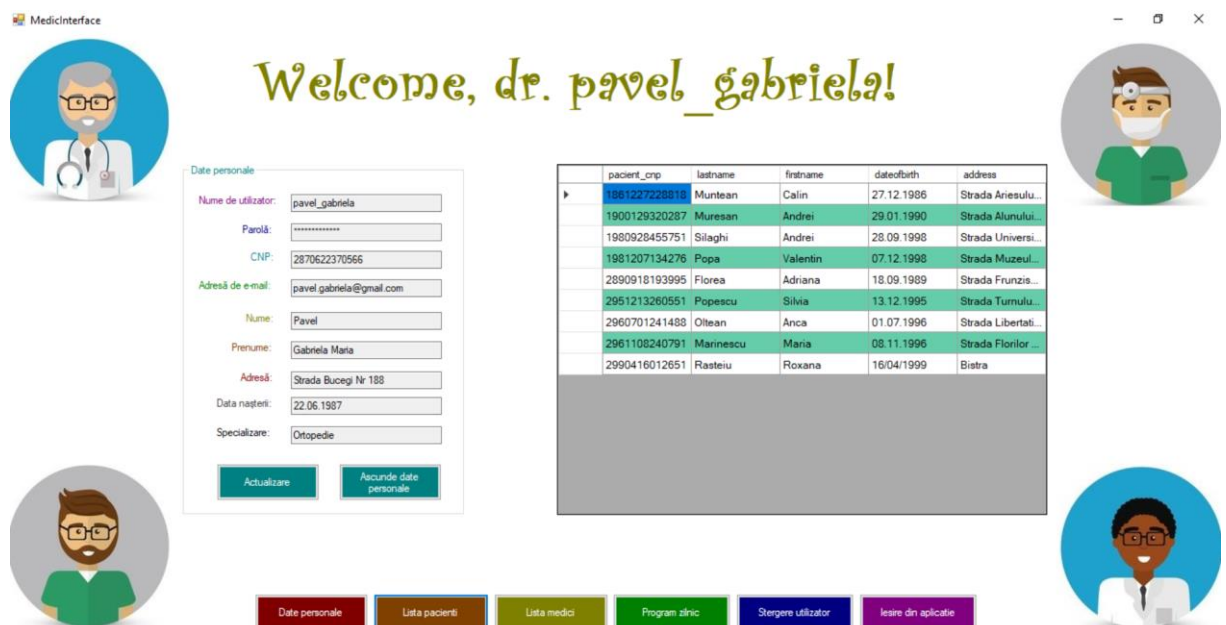 MedicInterface
Welcome, dr. pavel_gabriela!
Date personale
Nume de utilizator: pavel_gabriela
Parolă: *************
CNP: 2870622370566
Adresă de e-mail: pavel.gabriela@gmail.com
Nume: Pavel
Prenume: Gabriela Maria
Adresă: Strada Bucegi Nr 188
Data nașterii: 22.06.1987
Specializare: Ortopedie
Actualizare
Ascunde date
personale
pacient_cnp lastname firstname dateofbirth address
1861227228818 Muntean Calin 27.12.1986 Strada Ariesulu...
1900129320287 Muresan Andrei 29.01.1990 Strada Alunului...
1980928455751 Silaghi Andrei 28.09.1998 Strada Universi...
1981207134276 Popa Valentin 07.12.1998 Strada Muzeul...
2890918193995 Florea Adriana 18.09.1989 Strada Frunzis...
2951213260551 Popescu Silvia 13.12.1995 Strada Turnulu...
2960701241488 Oltean Anca 01.07.1996 Strada Libertati...
2961108240791 Marinescu Maria 08.11.1996 Strada Florilor ...
2990416012651 Rasteiu Roxana 16/04/1999 Bistra
Date personale
Lista pacienti
Lista medici
Program zilnic
Stergere utilizator
Iesire din aplicatie